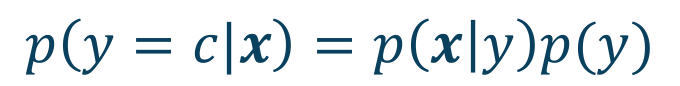 p(y = c|x) = p(x|y)p(y)